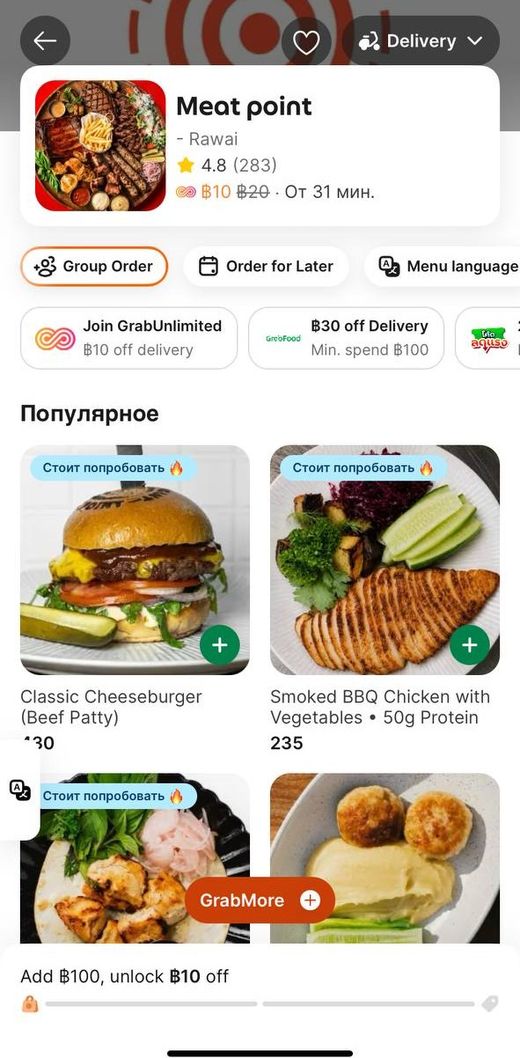 Delivery
Meat point
- Rawai
4.8 (283)
฿10 ฿20 · От 31 мин.
Group Order
Order for Later
Menu language
Join GrabUnlimited
฿10 off delivery
GrabFood
฿30 off Delivery
Min. spend ฿100
Популярное
Стоит попробовать
Стоит попробовать
Classic Cheeseburger
(Beef Patty)
Smoked BBQ Chicken with
Vegetables • 50g Protein
235
Стоит попробовать
GrabMore
Add ฿100, unlock ฿10 off